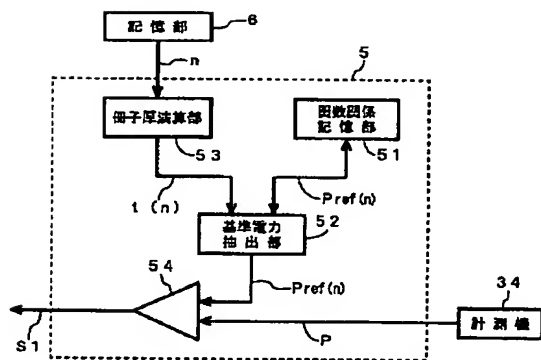 記憶部
6
n
5
冊子厚演算部
53
関数関係
記憶部
51
t(n)
Pref(n)
基準電力
抽出部
52
54
Pref(n)
34
計測機
S1
P